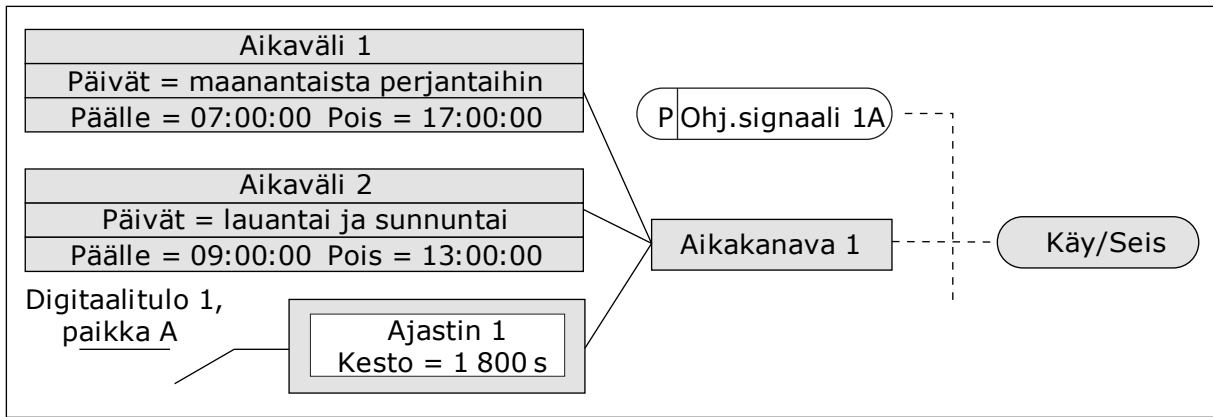 Aikaväli 1
Päivät = maanantaista perjantaihin
Päälle = 07:00:00 Pois = 17:00:00
Aikaväli 2
Päivät = lauantai ja sunnuntai
Päälle = 09:00:00 Pois = 13:00:00
Digitaalitulo 1,
paikka A
Ajastin 1
Kesto = 1 800 s
P Ohj.signaali 1A
Aikakanava 1
Käy/Seis